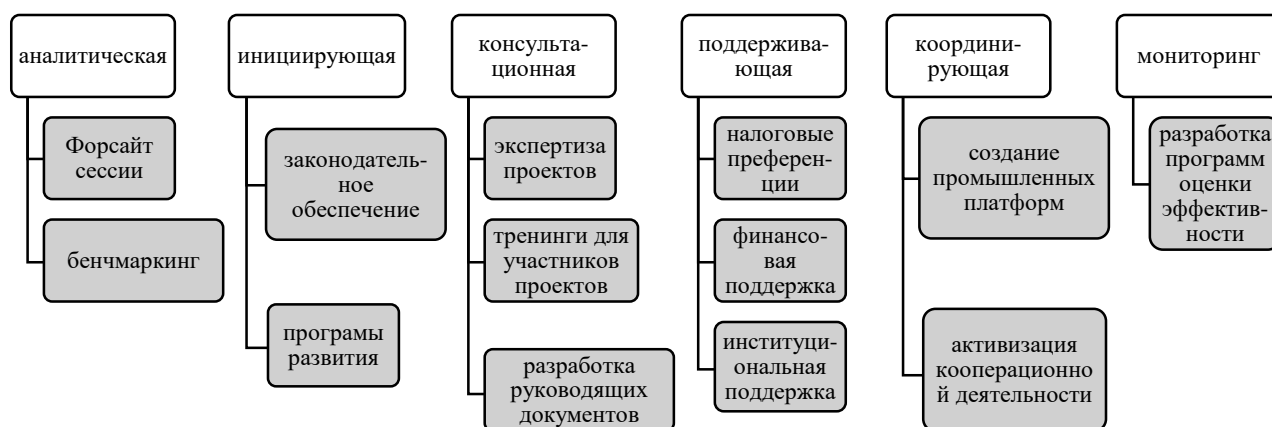 аналитическая
Форсайт
сессии
бенчмаркинг
инициирующая
законодатель-
ное
обеспечение
програмы
развития
консульта-
ционная
экспертиза
проектов
тренинги для
участников
проектов
разработка
руководящих
документов
поддержива-
ющая
налоговые
преферен-
ции
финансо-
вая
поддержка
институци-
ональная
поддержка
координи-
рующая
создание
промышленных
платформ
активизация
кооперационно
й деятельности
мониторинг
разработка
программ
оценки
эффектив-
ности